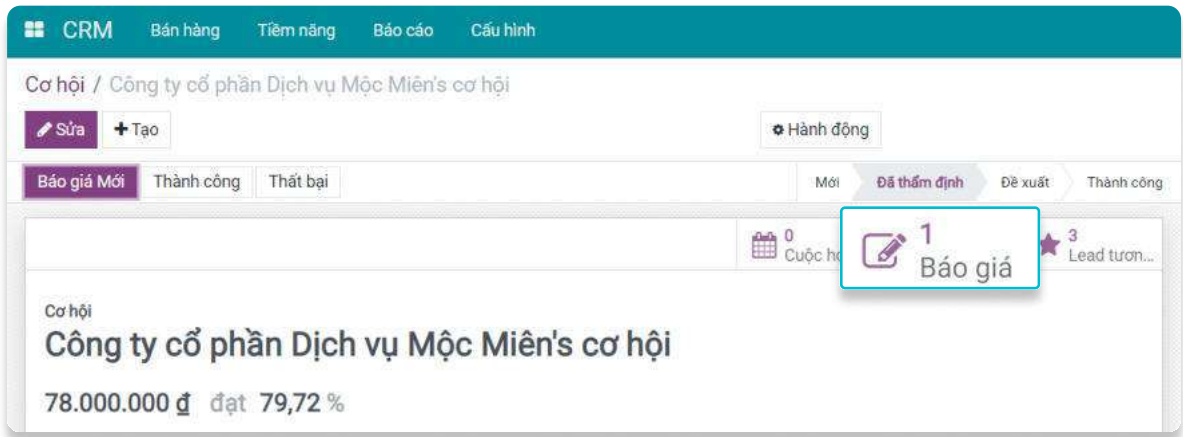 CRM Bán hàng Tiềm năng Báo cáo Cấu hình
Cơ hội / Công ty cổ phần Dịch vụ Mộc Miên's cơ hội
Sửa + Tạo Hành động
Báo giá Mới Thành công Thất bại Mới Đã thẩm định Đề xuất Thành công
0 1 3
Cuộc Báo giá Lead tươn...
Cơ hội
Công ty cổ phần Dịch vụ Mộc Miên's cơ hội
78.000.000 ₫ đạt 79,72 %